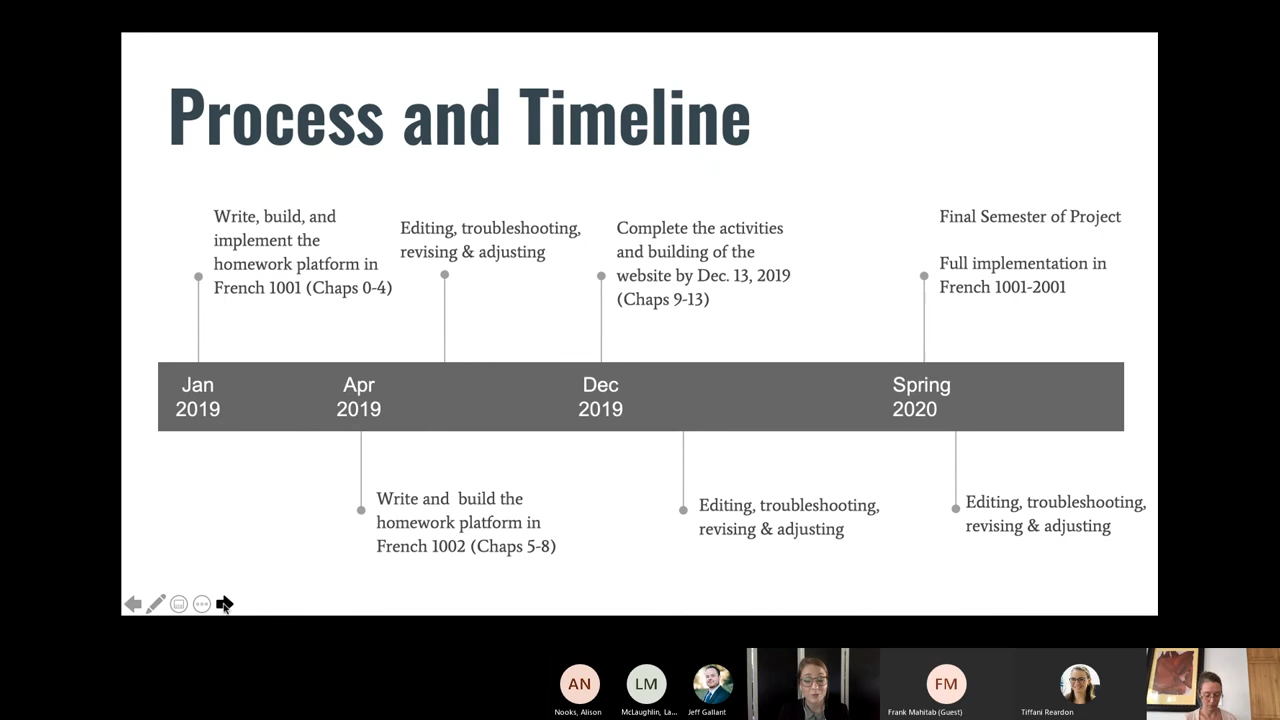 Process and Timeline
Write, build, and
implement the
homework platform in
French 1001 (Chaps 0-4)
Editing, troubleshooting,
revising & adjusting
Complete the activities
and building of the
website by Dec. 13, 2019
(Chaps 9-13)
Final Semester of Project
Full implementation in
French 1001-2001
Jan
2019
Apr
2019
Dec
2019
Spring
2020
Write and build the
homework platform in
French 1002 (Chaps 5-8)
Editing, troubleshooting,
revising & adjusting
Editing, troubleshooting,
revising & adjusting
AN
LM
FM
Nooks, Alison
McLaughlin, La...
Jeff Gallant
Frank Mahitab (Guest)
Tiffani Reardon